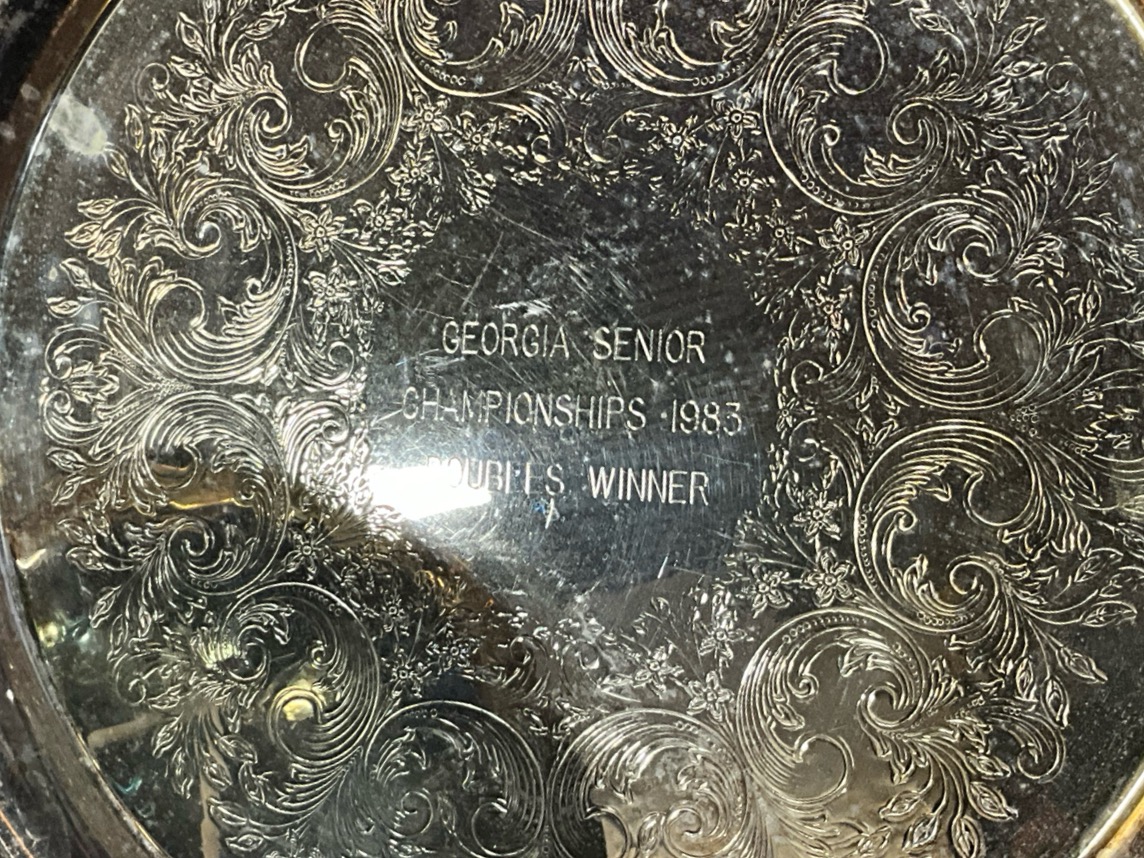 GEORGIA SENIOR
CHAMPIONSHIPS 1983
DOUBLES WINNER